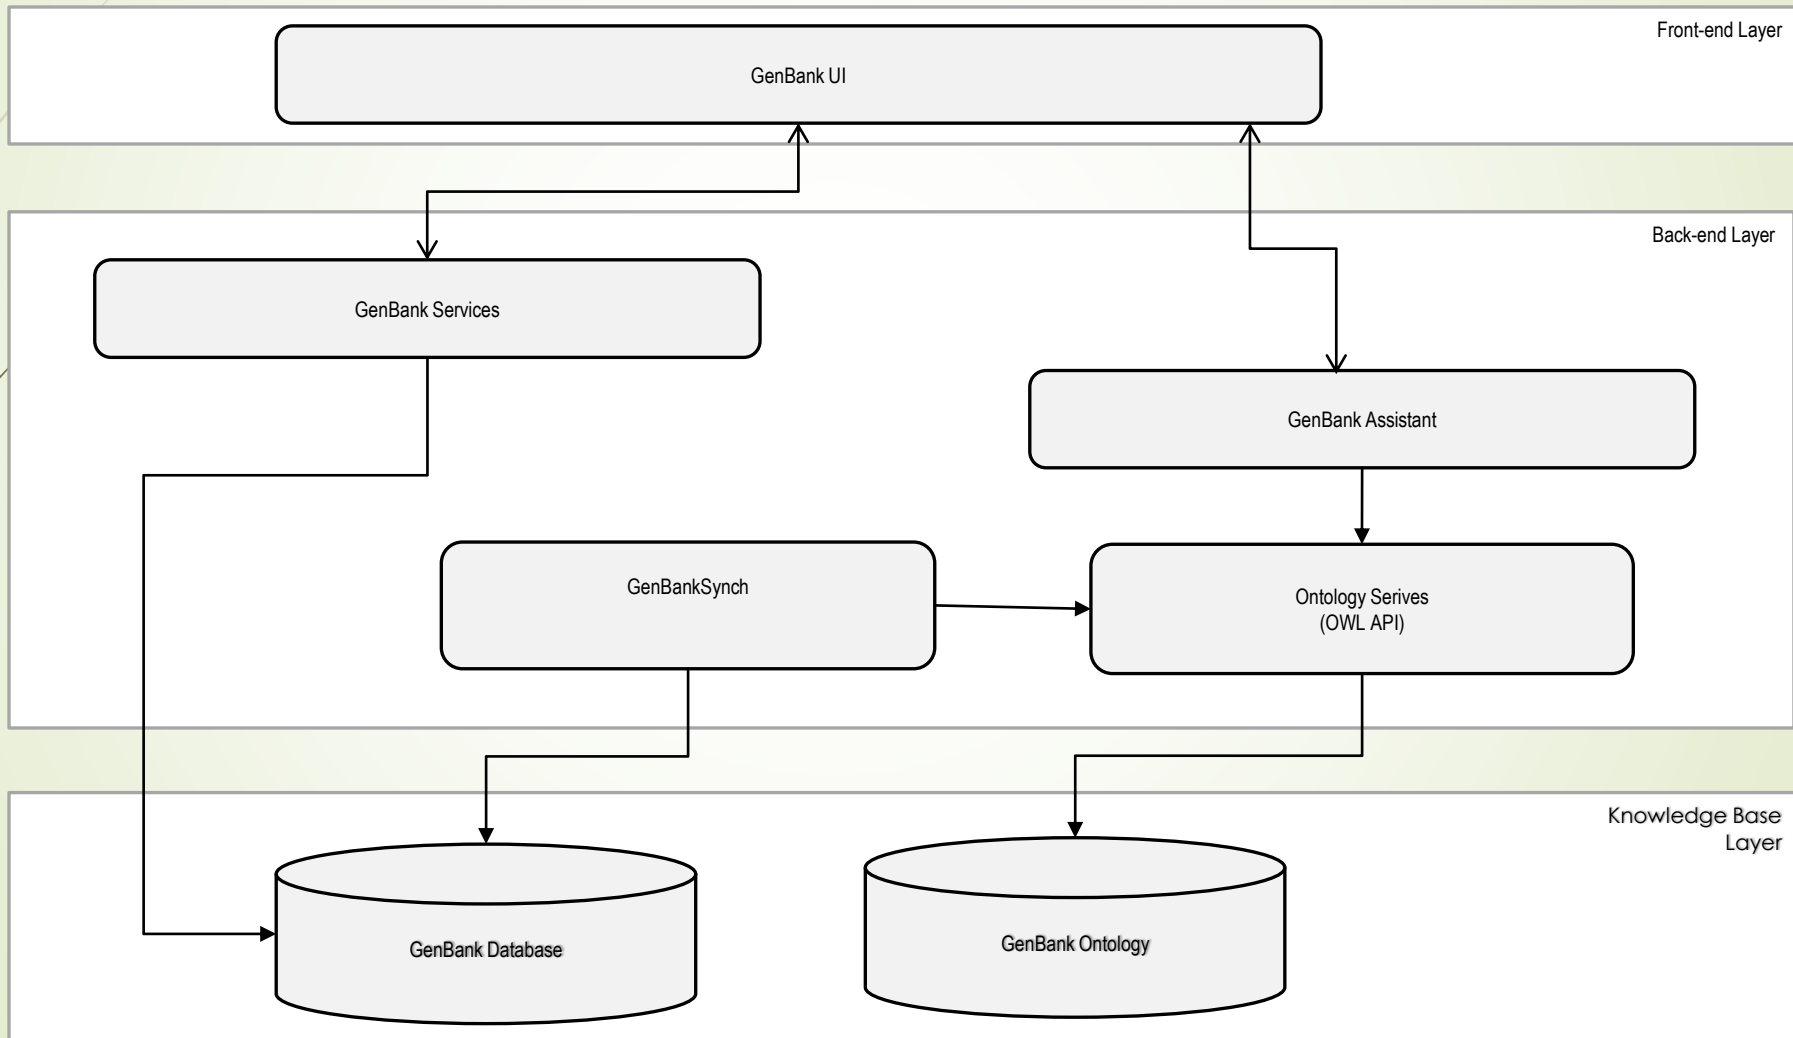 Front-end Layer
GenBank UI
Back-end Layer
GenBank Services
GenBank Assistant
GenBankSynch
Ontology Serives
(OWL API)
Knowledge Base
Layer
GenBank Database
GenBank Ontology